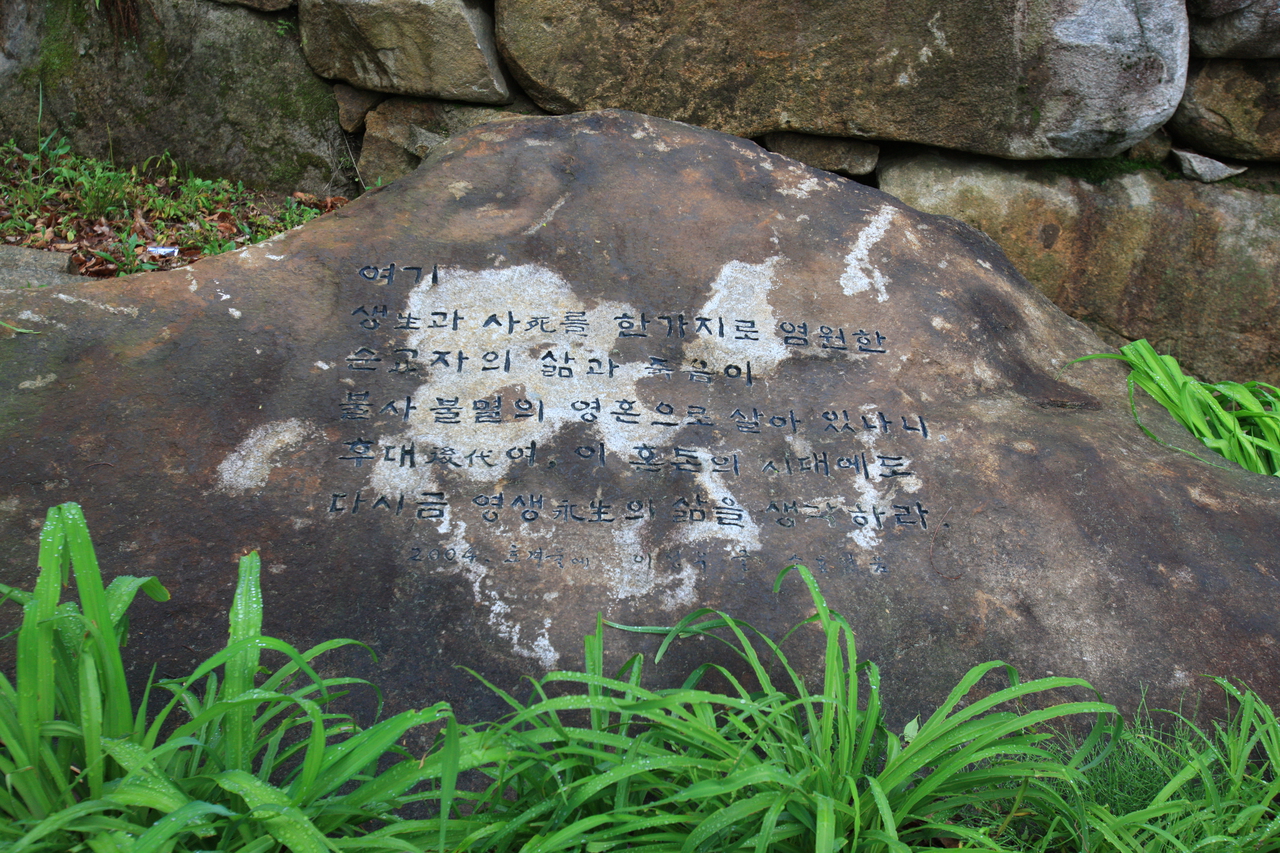 여기
생生과 사死를 한가지로 염원한
순교자의 삶과 죽음이
불사 불멸의 영혼으로 살아 있나니
후대後代여, 이 혼돈의 시대에도
다시금 영생永生의 삶을 생각하라.
2004.